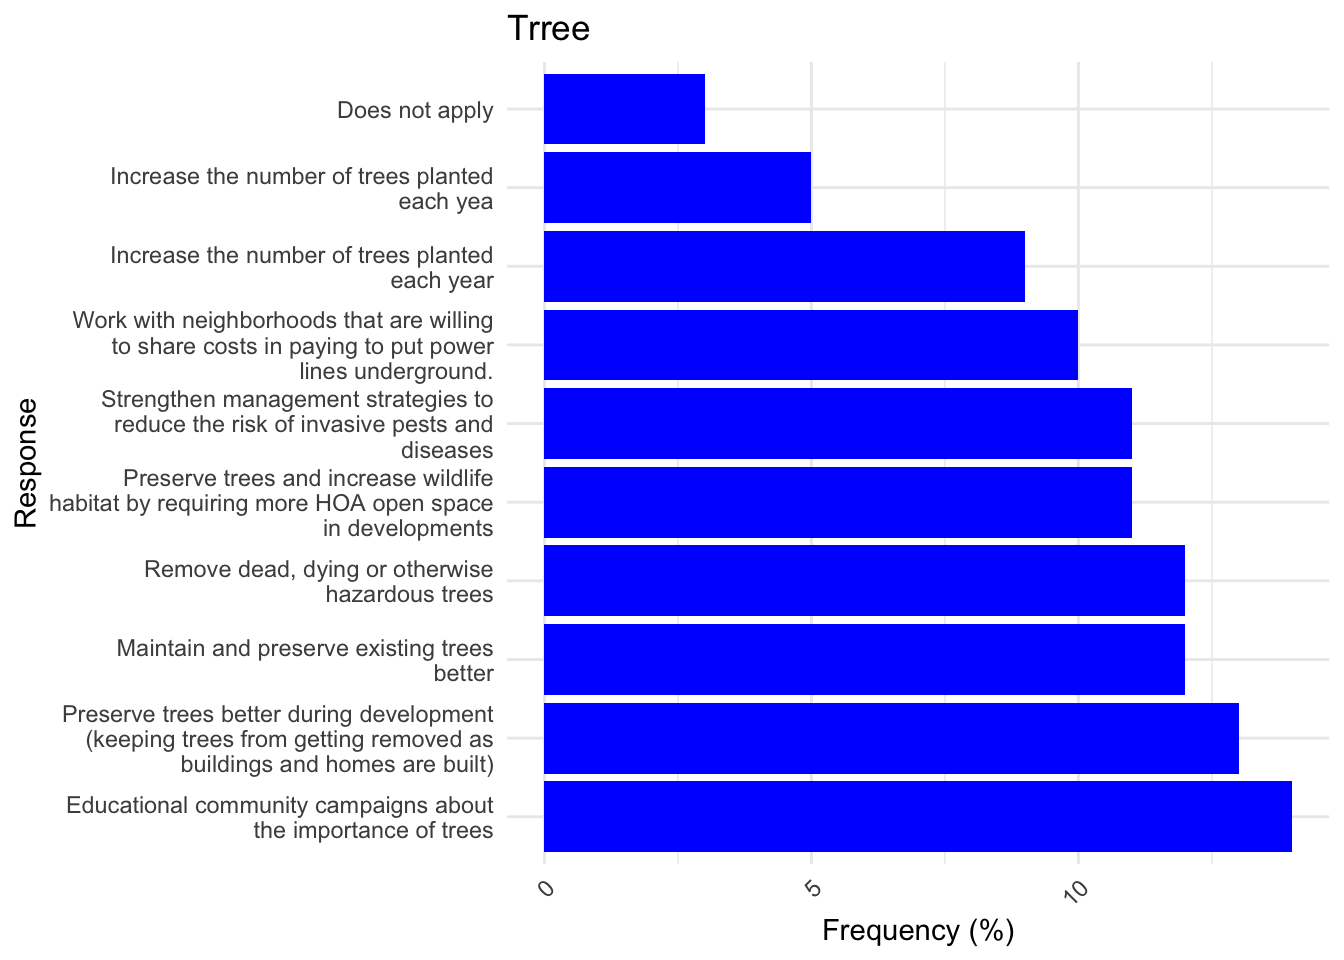 Trree
Does not apply
Increase the number of trees planted
each yea
Increase the number of trees planted
each year
Work with neighborhoods that are willing
to share costs in paying to put power
lines underground.
Strengthen management strategies to
reduce the risk of invasive pests and
diseases
Preserve trees and increase wildlife
habitat by requiring more HOA open space
in developments
Remove dead, dying or otherwise
hazardous trees
Maintain and preserve existing trees
better
Preserve trees better during development
(keeping trees from getting removed as
buildings and homes are built)
Educational community campaigns about
the importance of trees
Response
0
5
10
Frequency (%)